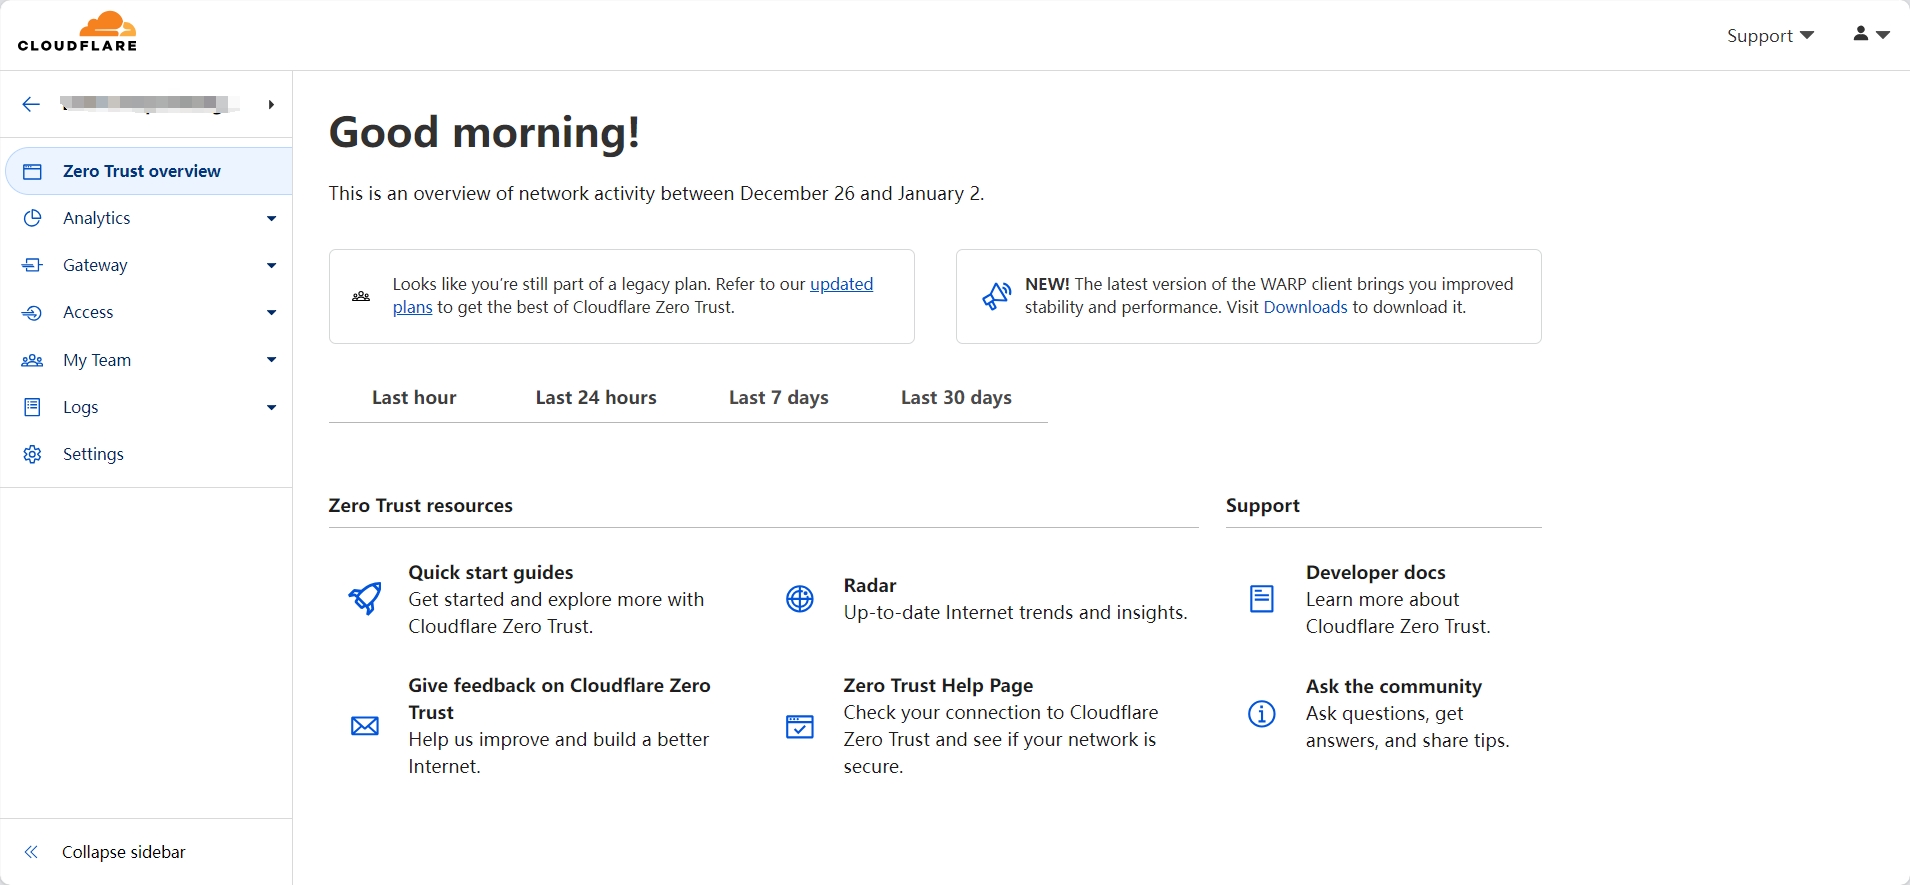 CLOUDFLARE
Support
Zero Trust overview
Analytics
Gateway
Access
My Team
Logs
Settings
Collapse sidebar
Good morning!
This is an overview of network activity between December 26 and January 2.
Looks like you’re still part of a legacy plan. Refer to our updated
plans to get the best of Cloudflare Zero Trust.
NEW! The latest version of the WARP client brings you improved
stability and performance. Visit Downloads to download it.
Last hour
Last 24 hours
Last 7 days
Last 30 days
Zero Trust resources
Quick start guides
Get started and explore more with
Cloudflare Zero Trust.
Radar
Up-to-date Internet trends and insights.
Give feedback on Cloudflare Zero
Trust
Help us improve and build a better
Internet.
Zero Trust Help Page
Check your connection to Cloudflare
Zero Trust and see if your network is
secure.
Support
Developer docs
Learn more about
Cloudflare Zero Trust.
Ask the community
Ask questions, get
answers, and share tips.